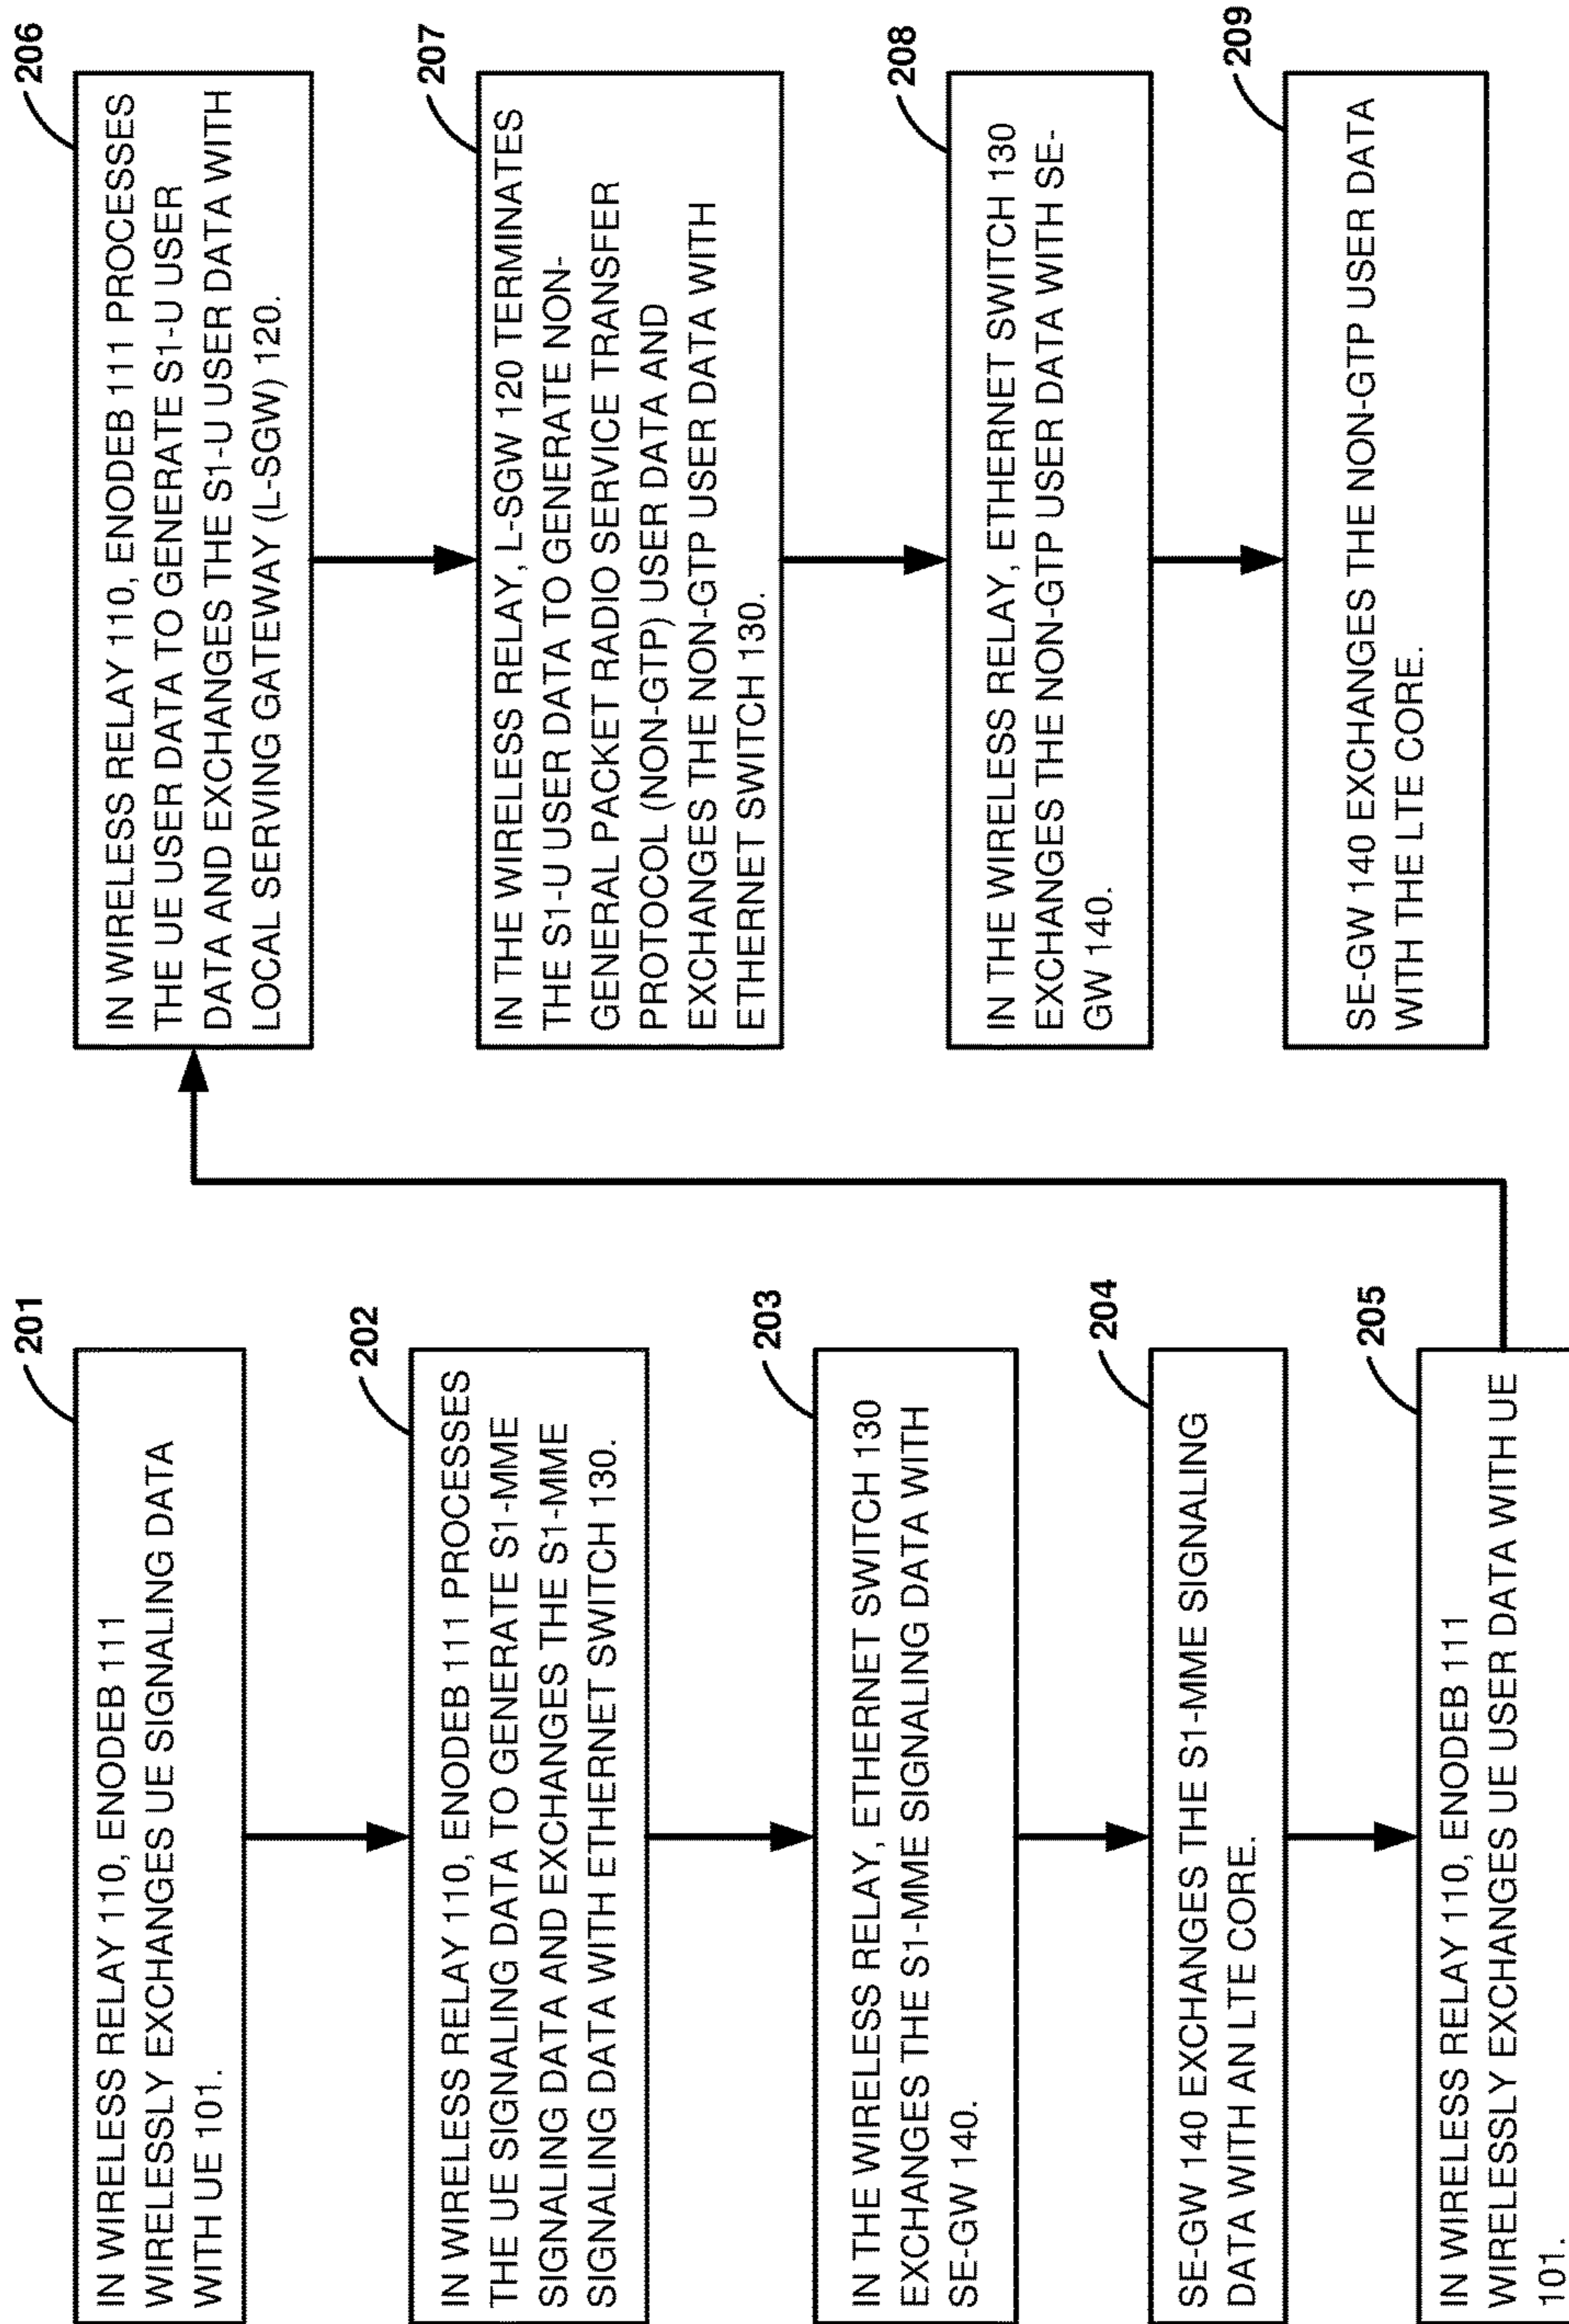 201
IN WIRELESS RELAY 110, ENODEB 111
WIRELESSLY EXCHANGES UE SIGNALING DATA
WITH UE 101.
202
IN WIRELESS RELAY 110, ENODEB 111 PROCESSES
THE UE SIGNALING DATA TO GENERATE S1-MME
SIGNALING DATA AND EXCHANGES THE S1-MME
SIGNALING DATA WITH ETHERNET SWITCH 130.
203
IN THE WIRELESS RELAY, ETHERNET SWITCH 130
EXCHANGES THE S1-MME SIGNALING DATA WITH
SE-GW 140.
204
SE-GW 140 EXCHANGES THE S1-MME SIGNALING
DATA WITH AN LTE CORE.
205
IN WIRELESS RELAY 110, ENODEB 111
WIRELESSLY EXCHANGES UE USER DATA WITH UE
101.
206
IN WIRELESS RELAY 110, ENODEB 111 PROCESSES
THE UE USER DATA TO GENERATE S1-U USER
DATA AND EXCHANGES THE S1-U USER DATA WITH
LOCAL SERVING GATEWAY (L-SGW) 120.
207
IN THE WIRELESS RELAY, L-SGW 120 TERMINATES
THE S1-U USER DATA TO GENERATE NON-
GENERAL PACKET RADIO SERVICE TRANSFER
PROTOCOL (NON-GTP) USER DATA AND
EXCHANGES THE NON-GTP USER DATA WITH
ETHERNET SWITCH 130.
208
IN THE WIRELESS RELAY, ETHERNET SWITCH 130
EXCHANGES THE NON-GTP USER DATA WITH SE-
GW 140.
209
SE-GW 140 EXCHANGES THE NON-GTP USER DATA
WITH THE LTE CORE.